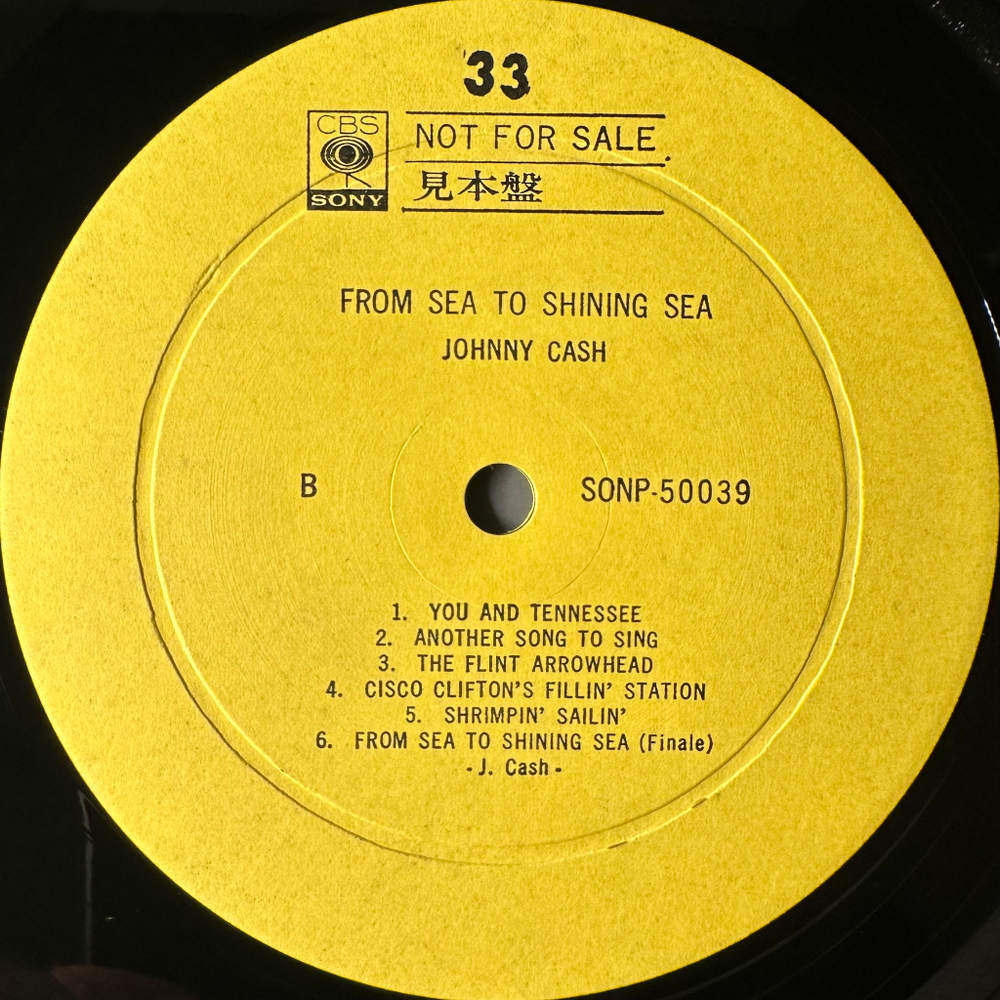 33
CBS
SONY
NOT FOR SALE.
見本盤
FROM SEA TO SHINING SEA
JOHNNY CASH
B
SONP-50039
1. YOU AND TENNESSEE
2. ANOTHER SONG TO SING
3. THE FLINT ARROWHEAD
4. CISCO CLIFTON'S FILLIN' STATION
5. SHRIMPIN' SAILIN'
6. FROM SEA TO SHINING SEA (Finale)
- J. Cash -